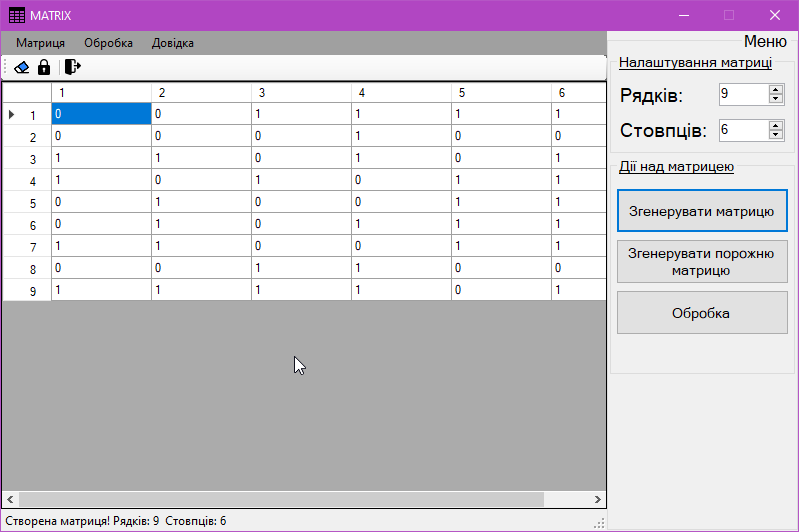 MATRIX
Матриця Обробка Довідка
1 2 3 4 5 6
1 0 0 1 1 1 1
2 0 0 0 1 0 0
3 1 1 0 1 0 1
4 1 0 1 0 1 1
5 0 1 0 0 1 1
6 0 1 0 1 1 1
7 1 1 0 0 1 1
8 0 0 1 1 0 0
9 1 1 1 1 0 1
Створена матриця! Рядків: 9 Стовпців: 6
Меню
Налаштування матриці
Рядків: 9
Стовпців: 6
Дії над матрицею
Згенерувати матрицю
Згенерувати порожню
матрицю
Обробка